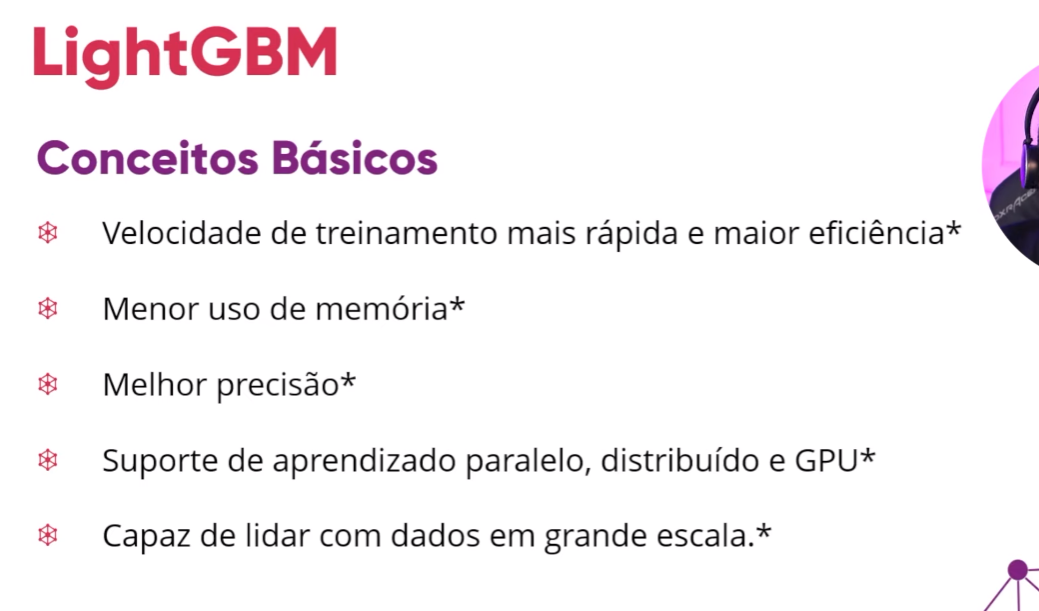 LightGBM
Conceitos Básicos
Velocidade de treinamento mais rápida e maior eficiência*
Menor uso de memória*
Melhor precisão*
Suporte de aprendizado paralelo, distribuído e GPU*
Capaz de lidar com dados em grande escala.*